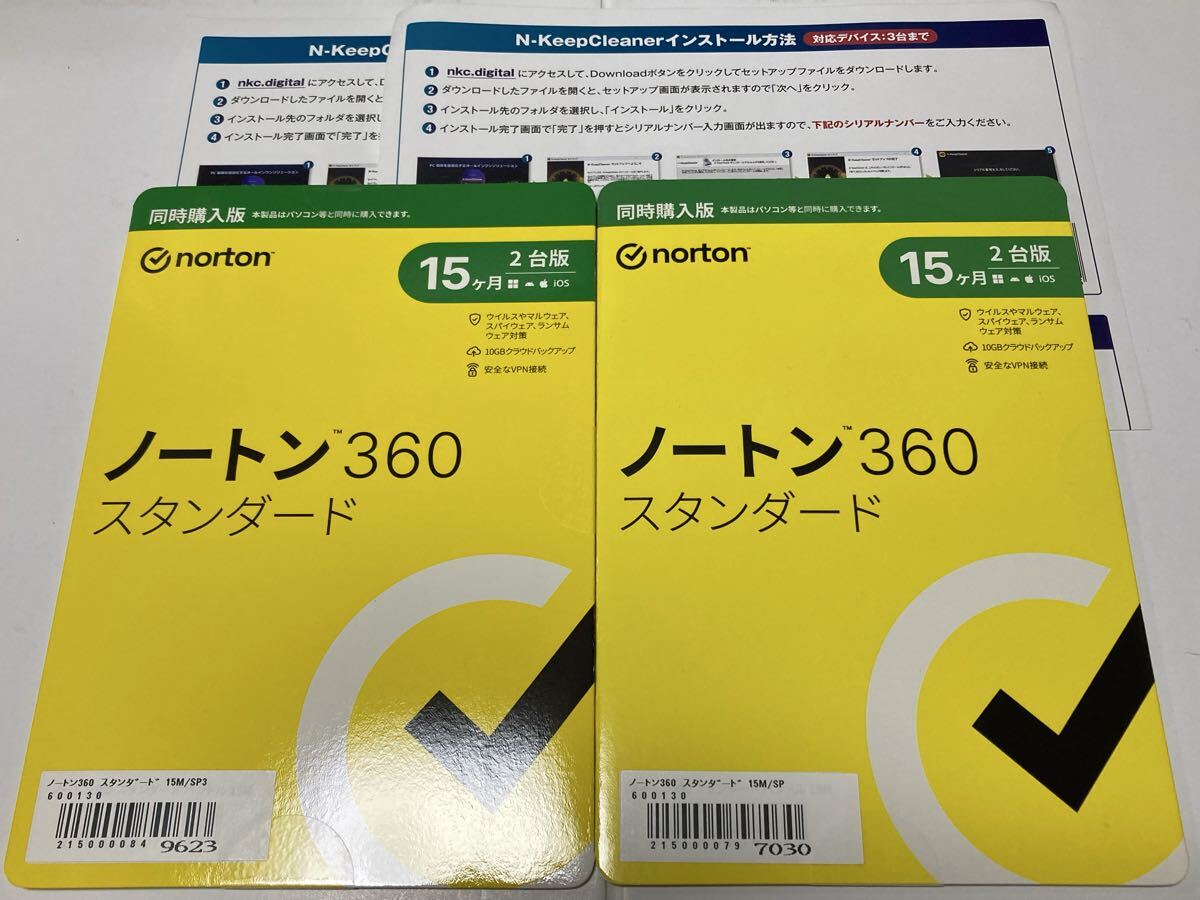 N-KeepC
1 nkc.digital にアクセスして、D
2 ダウンロードしたファイルを開くと
3 インストール先のフォルダを選択し
4 インストール完了画面で「完了」を
N-KeepCleanerインストール方法 対応デバイス:3台まで
1 nkc.digital にアクセスして、Downloadボタンをクリックしてセットアップファイルをダウンロードします。
2 ダウンロードしたファイルを開くと、セットアップ画面が表示されますので「次へ」をクリック。
3 インストール先のフォルダを選択し、「インストール」をクリック。
4 インストール完了画面で「完了」を押すとシリアルナンバー入力画面が出ますので、下記のシリアルナンバーをご入力ください。
同時購入版 本製品はパソコン等と同時に購入できます。
norton
15ヶ月 2台版
iOS
ウイルスやマルウェア、
スパイウェア、ランサム
ウェア対策
10GBクラウドバックアップ
安全なVPN接続
ノートン™ 360
スタンダード
ノートン360 スタンダード 15M/SP3
600130
215000084 9623
同時購入版 本製品はパソコン等と同時に購入できます。
norton
15ヶ月 2台版
iOS
ウイルスやマルウェア、
スパイウェア、ランサム
ウェア対策
10GBクラウドバックアップ
安全なVPN接続
ノートン™ 360
スタンダード
ノートン360 スタンダード 15M/SP
600130
215000079 7030